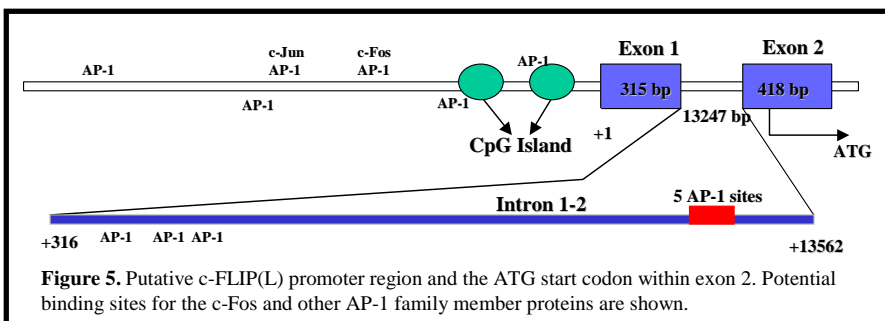 c-Jun c-Fos Exon 1 Exon 2
AP-1 AP-1 AP-1 AP-1
315 bp 418 bp
AP-1 AP-1
13247 bp
+1
CpG Island ATG
5 AP-1 sites
Intron 1-2
+316 AP-1 AP-1 AP-1 +13562
Figure 5. Putative c-FLIP(L) promoter region and the ATG start codon within exon 2. Potential
binding sites for the c-Fos and other AP-1 family member proteins are shown.